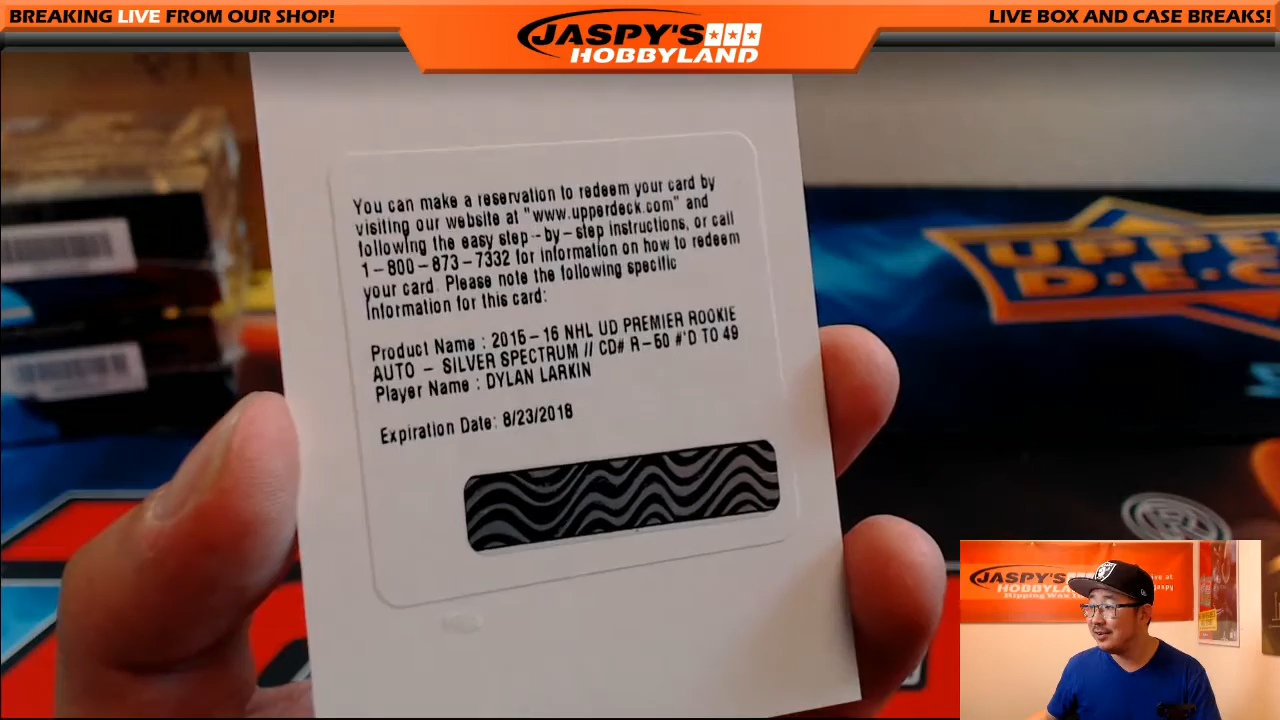 BREAKING LIVE FROM OUR SHOP!
JASPY'S
HOBBYLAND
LIVE BOX AND CASE BREAKS!
You can make a reservation to redeem your card by
visiting our website at "www.upperdeck.com" and
following the easy step-by-step instructions, or call
1-800-873-7332 for information on how to redeem
your card. Please note the following specific
information for this card:
Product Name : 2015-16 NHL UD PREMIER ROOKIE
AUTO - SILVER SPECTRUM // CD# R-50 #'D TO 49
Player Name : DYLAN LARKIN
Expiration Date: 8/23/2018
JASPY'S
HOBBYLAND